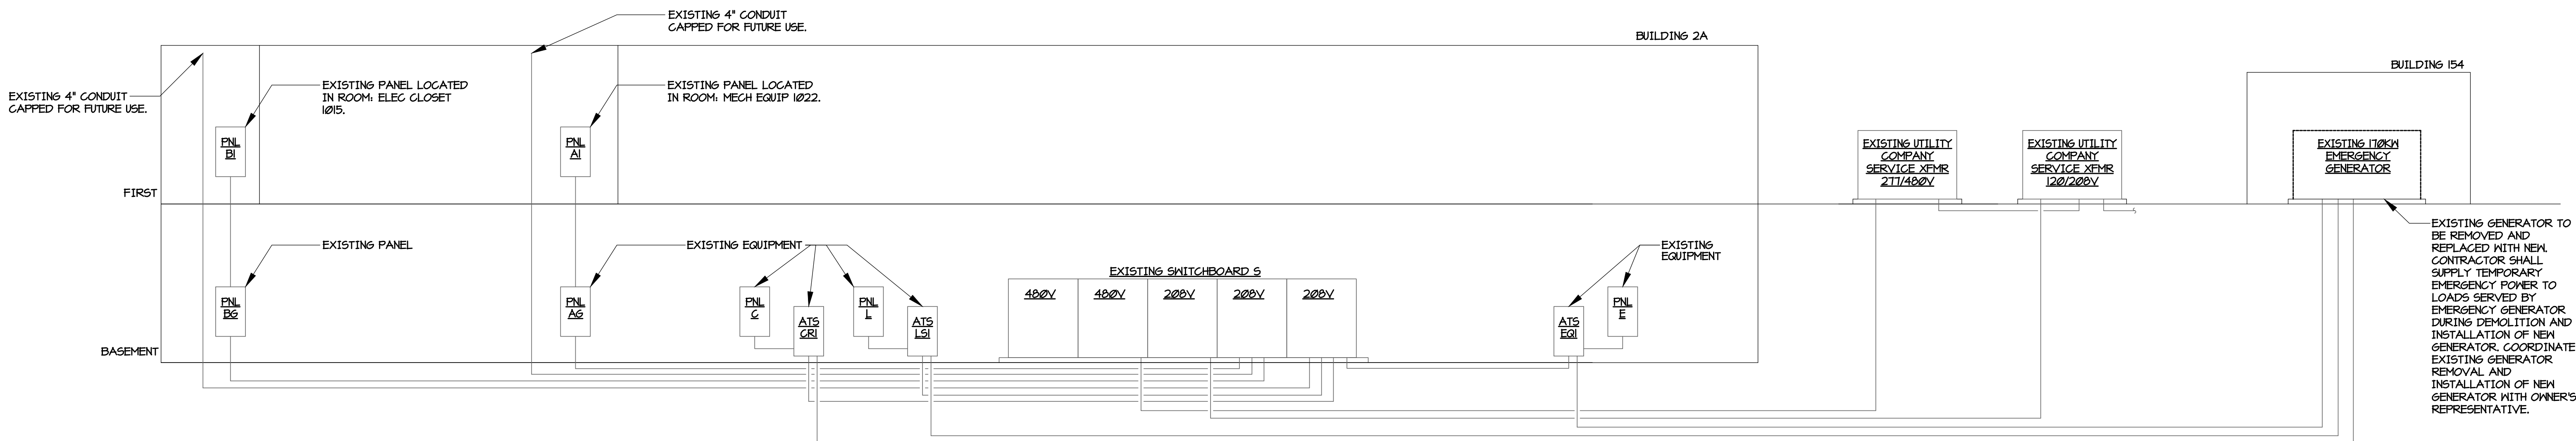 EXISTING 4" CONDUIT
CAPPED FOR FUTURE USE.
BUILDING 2A
BUILDING 154
EXISTING 4" CONDUIT
CAPPED FOR FUTURE USE.
EXISTING PANEL LOCATED
IN ROOM: ELEC CLOSET
1015.
EXISTING PANEL LOCATED
IN ROOM: MECH EQUIP 1022.
PNL
B1
PNL
A1
EXISTING UTILITY
COMPANY
SERVICE XFMR
277/480V
EXISTING UTILITY
COMPANY
SERVICE XFMR
120/208V
EXISTING 170KW
EMERGENCY
GENERATOR
FIRST
EXISTING PANEL
EXISTING EQUIPMENT
EXISTING
EQUIPMENT
EXISTING SWITCHBOARD S
480V
480V
208V
208V
208V
PNL
BG
PNL
AG
PNL
C
ATS
CR1
PNL
L
ATS
LS1
ATS
EQ1
PNL
E
BASEMENT
EXISTING GENERATOR TO
BE REMOVED AND
REPLACED WITH NEW.
CONTRACTOR SHALL
SUPPLY TEMPORARY
EMERGENCY POWER TO
LOADS SERVED BY
EMERGENCY GENERATOR
DURING DEMOLITION AND
INSTALLATION OF NEW
GENERATOR. COORDINATE
EXISTING GENERATOR
REMOVAL AND
INSTALLATION OF NEW
GENERATOR WITH OWNER'S
REPRESENTATIVE.